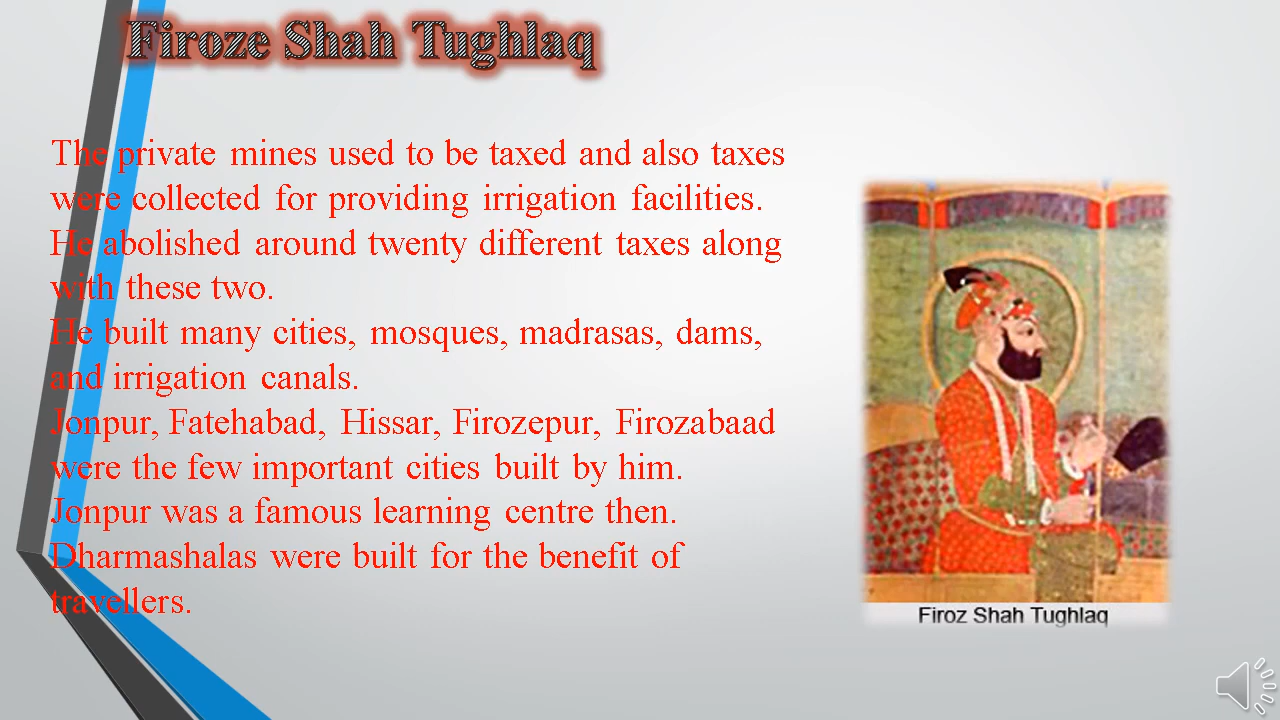 Firoze Shah Tughlaq
The private mines used to be taxed and also taxes
were collected for providing irrigation facilities.
He abolished around twenty different taxes along
with these two.
He built many cities, mosques, madrasas, dams,
and irrigation canals.
Jonpur, Fatehabad, Hissar, Firozepur, Firozabaad
were the few important cities built by him.
Jonpur was a famous learning centre then.
Dharmashalas were built for the benefit of
travellers.
Firoz Shah Tughlaq